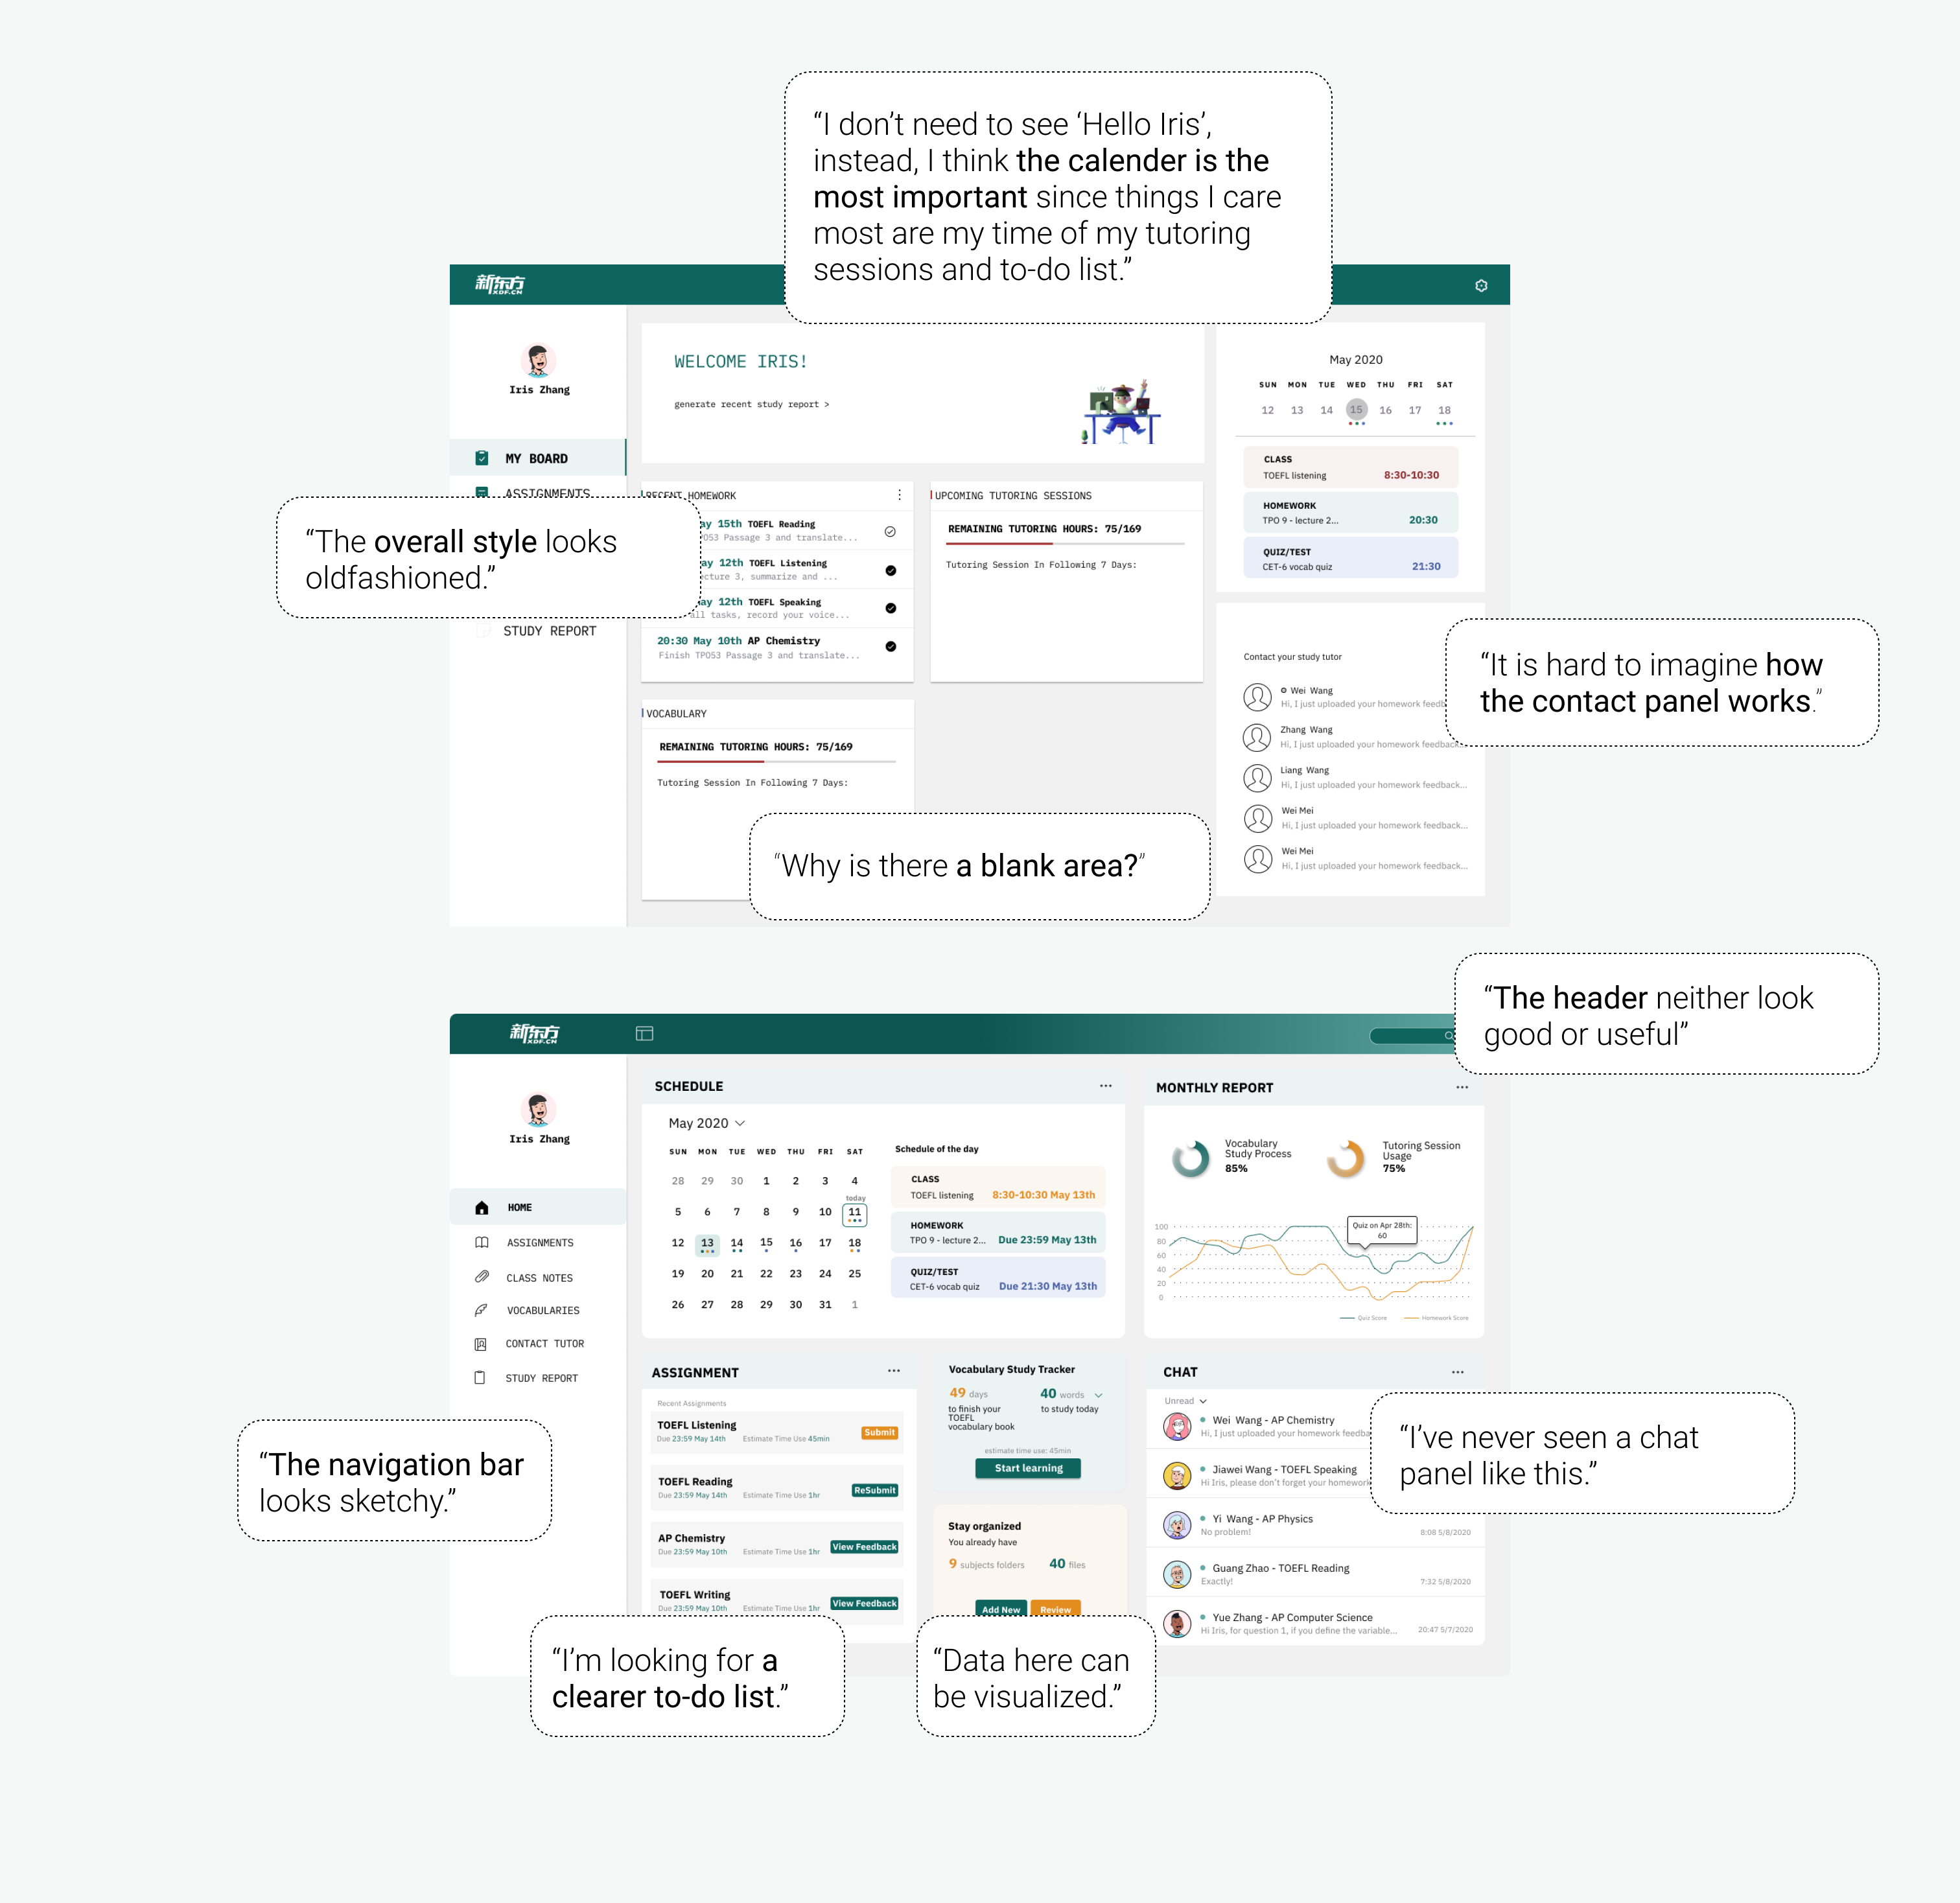 “I don’t need to see ‘Hello Iris’,
instead, I think the calender is the
most important since things I care
most are my time of my tutoring
sessions and to-do list.”
新东方
XDF.CN
Iris Zhang
MY BOARD
ASSIGNMENTS
STUDY REPORT
“The overall style looks
oldfashioned.”
WELCOME IRIS!
generate recent study report >
RECENT HOMEWORK
ay 15th TOEFL Reading
PO53 Passage 3 and translate...
ay 12th TOEFL Listening
ecture 3, summarize and ...
ay 12th TOEFL Speaking
all tasks, record your voice...
20:30 May 10th AP Chemistry
Finish TPO53 Passage 3 and translate...
UPCOMING TUTORING SESSIONS
REMAINING TUTORING HOURS: 75/169
Tutoring Session In Following 7 Days:
VOCABULARY
REMAINING TUTORING HOURS: 75/169
Tutoring Session In Following 7 Days:
“Why is there a blank area?”
May 2020
SUN MON TUE WED THU FRI SAT
12 13 14 15 16 17 18
CLASS
TOEFL listening 8:30-10:30
HOMEWORK
TPO 9 - lecture 2... 20:30
QUIZ/TEST
CET-6 vocab quiz 21:30
Contact your study tutor
Wei Wang
Hi, I just uploaded your homework feedb
Zhang Wang
Hi, I just uploaded your homework feedback...
Liang Wang
Hi, I just uploaded your homework feedback...
Wei Mei
Hi, I just uploaded your homework feedback...
Wei Mei
Hi, I just uploaded your homework feedback...
“It is hard to imagine how
the contact panel works.”
“The header neither look
good or useful”
新东方
XDF.CN
Iris Zhang
HOME
ASSIGNMENTS
CLASS NOTES
VOCABULARIES
CONTACT TUTOR
STUDY REPORT
“The navigation bar
looks sketchy.”
SCHEDULE
May 2020
SUN MON TUE WED THU FRI SAT
28 29 30 1 2 3 4
today
5 6 7 8 9 10 11
12 13 14 15 16 17 18
19 20 21 22 23 24 25
26 27 28 29 30 31 1
Schedule of the day
CLASS
TOEFL listening 8:30-10:30 May 13th
HOMEWORK
TPO 9 - lecture 2... Due 23:59 May 13th
QUIZ/TEST
CET-6 vocab quiz Due 21:30 May 13th
MONTHLY REPORT
Vocabulary
Study Process
85%
Tutoring Session
Usage
75%
Quiz on Apr 28th:
60
100
80
60
40
20
0
Quiz Score Homework Score
ASSIGNMENT
Recent Assignments
TOEFL Listening
Due 23:59 May 14th Estimate Time Use 45min
Submit
TOEFL Reading
Due 23:59 May 14th Estimate Time Use 1hr
ReSubmit
AP Chemistry
Due 23:59 May 10th Estimate Time Use 1hr
View Feedback
TOEFL Writing
Due 23:59 May 10th Estimate Time Use 1hr
View Feedback
“I’m looking for a
clearer to-do list.”
Vocabulary Study Tracker
49 days
to finish your
TOEFL
vocabulary book
40 words
to study today
estimate time use: 45min
Start learning
Stay organized
You already have
9 subjects folders 40 files
Add New Review
“Data here can
be visualized.”
CHAT
Unread
Wei Wang - AP Chemistry
Hi, I just uploaded your homework feedba
Jiawei Wang - TOEFL Speaking
Hi Iris, please don’t forget your homework
Yi Wang - AP Physics
No problem! 8:08 5/8/2020
Guang Zhao - TOEFL Reading
Exactly! 7:32 5/8/2020
Yue Zhang - AP Computer Science
Hi Iris, for question 1, if you define the variable... 20:47 5/7/2020
“I’ve never seen a chat
panel like this.”